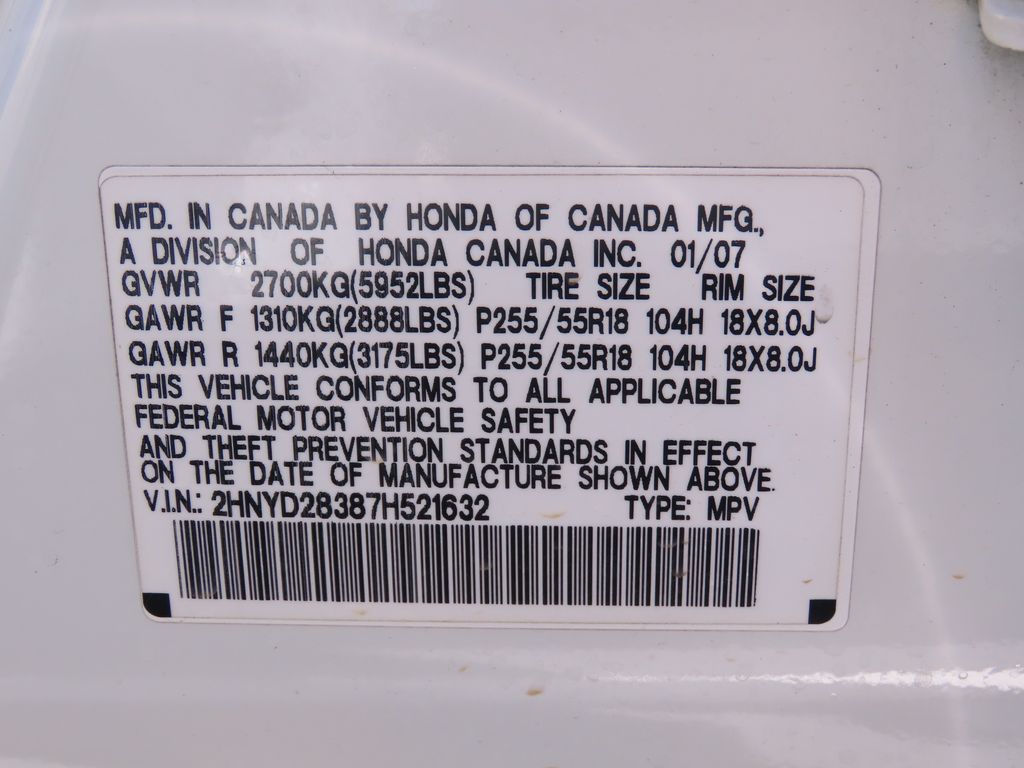 MFD. IN CANADA BY HONDA OF CANADA MFG.,
A DIVISION OF HONDA CANADA INC. 01/07
GVWR 2700KG(5952LBS) TIRE SIZE RIM SIZE
GAWR F 1310KG(2888LBS) P255/55R18 104H 18X8.0J
GAWR R 1440KG(3175LBS) P255/55R18 104H 18X8.0J
THIS VEHICLE CONFORMS TO ALL APPLICABLE
FEDERAL MOTOR VEHICLE SAFETY
AND THEFT PREVENTION STANDARDS IN EFFECT
ON THE DATE OF MANUFACTURE SHOWN ABOVE.
V.I.N.: 2HNYD28387H521632 TYPE: MPV